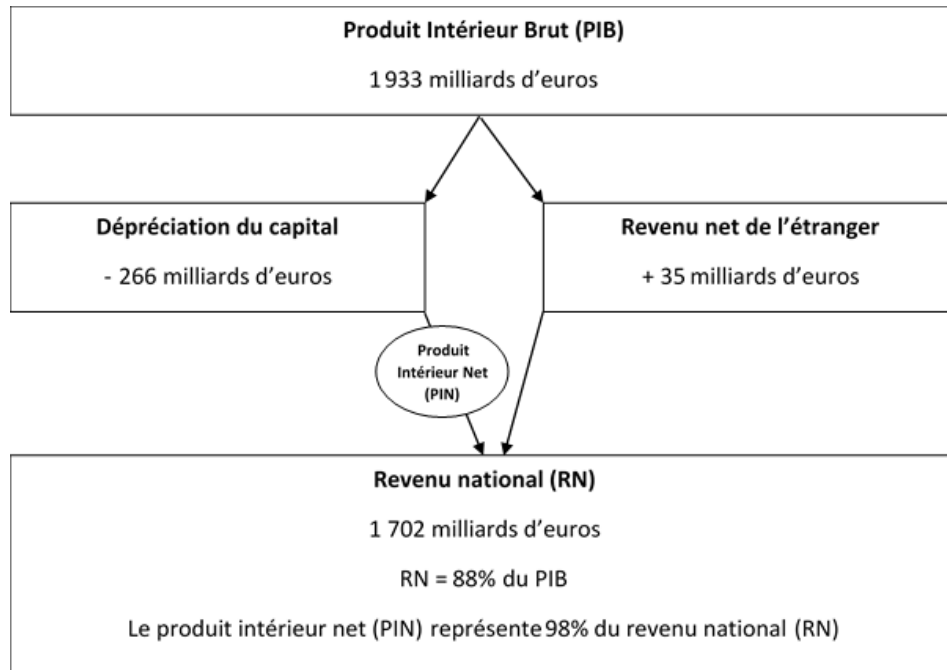 Produit Intérieur Brut (PIB)
1 933 milliards d’euros
Dépréciation du capital
- 266 milliards d’euros
Revenu net de l’étranger
+ 35 milliards d’euros
Produit
Intérieur Net
(PIN)
Revenu national (RN)
1 702 milliards d’euros
RN = 88% du PIB
Le produit intérieur net (PIN) représente 98% du revenu national (RN)